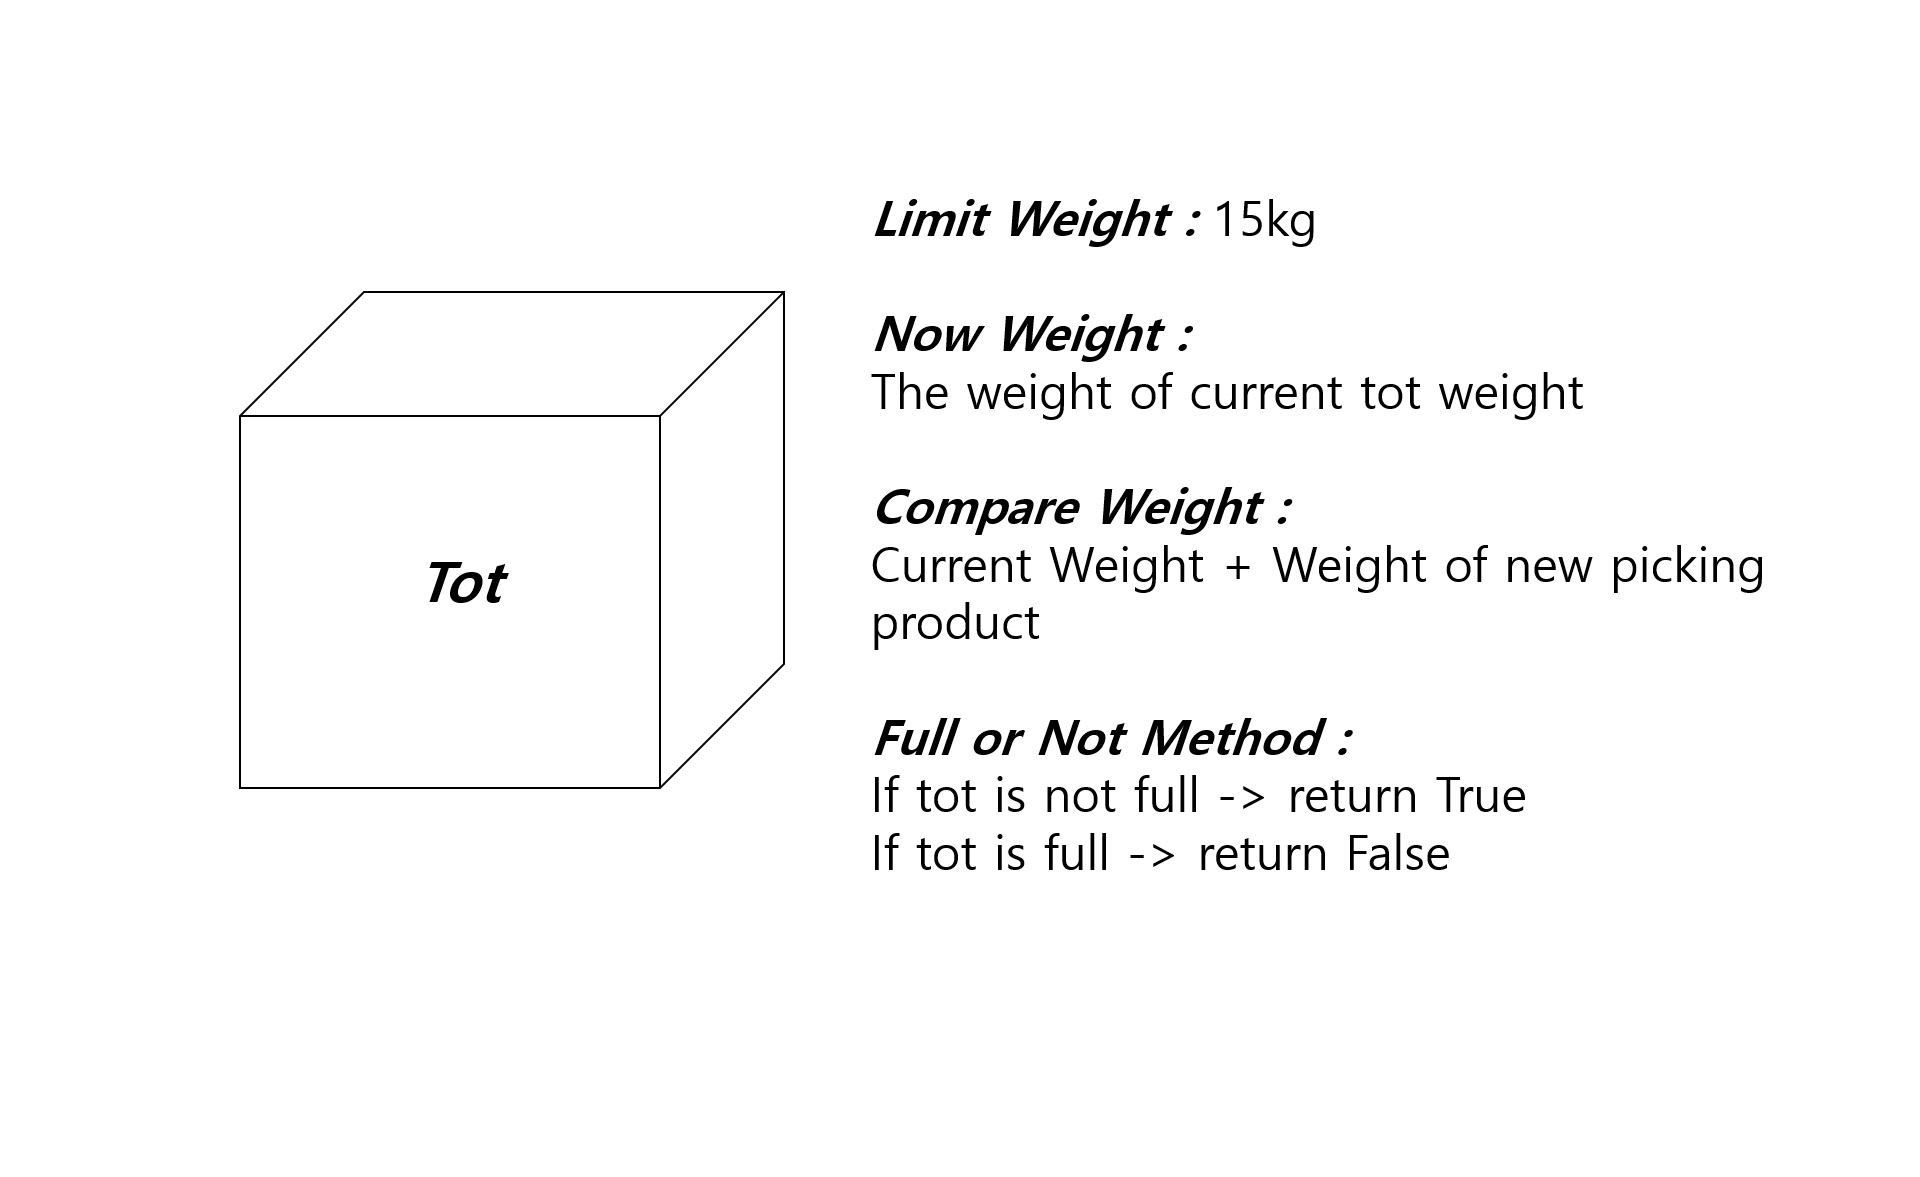 Limit Weight : 15kg
Now Weight :
The weight of current tot weight
Compare Weight :
Current Weight + Weight of new picking
product
Tot
Full or Not Method :
If tot is not full -> return True
If tot is full -> return False